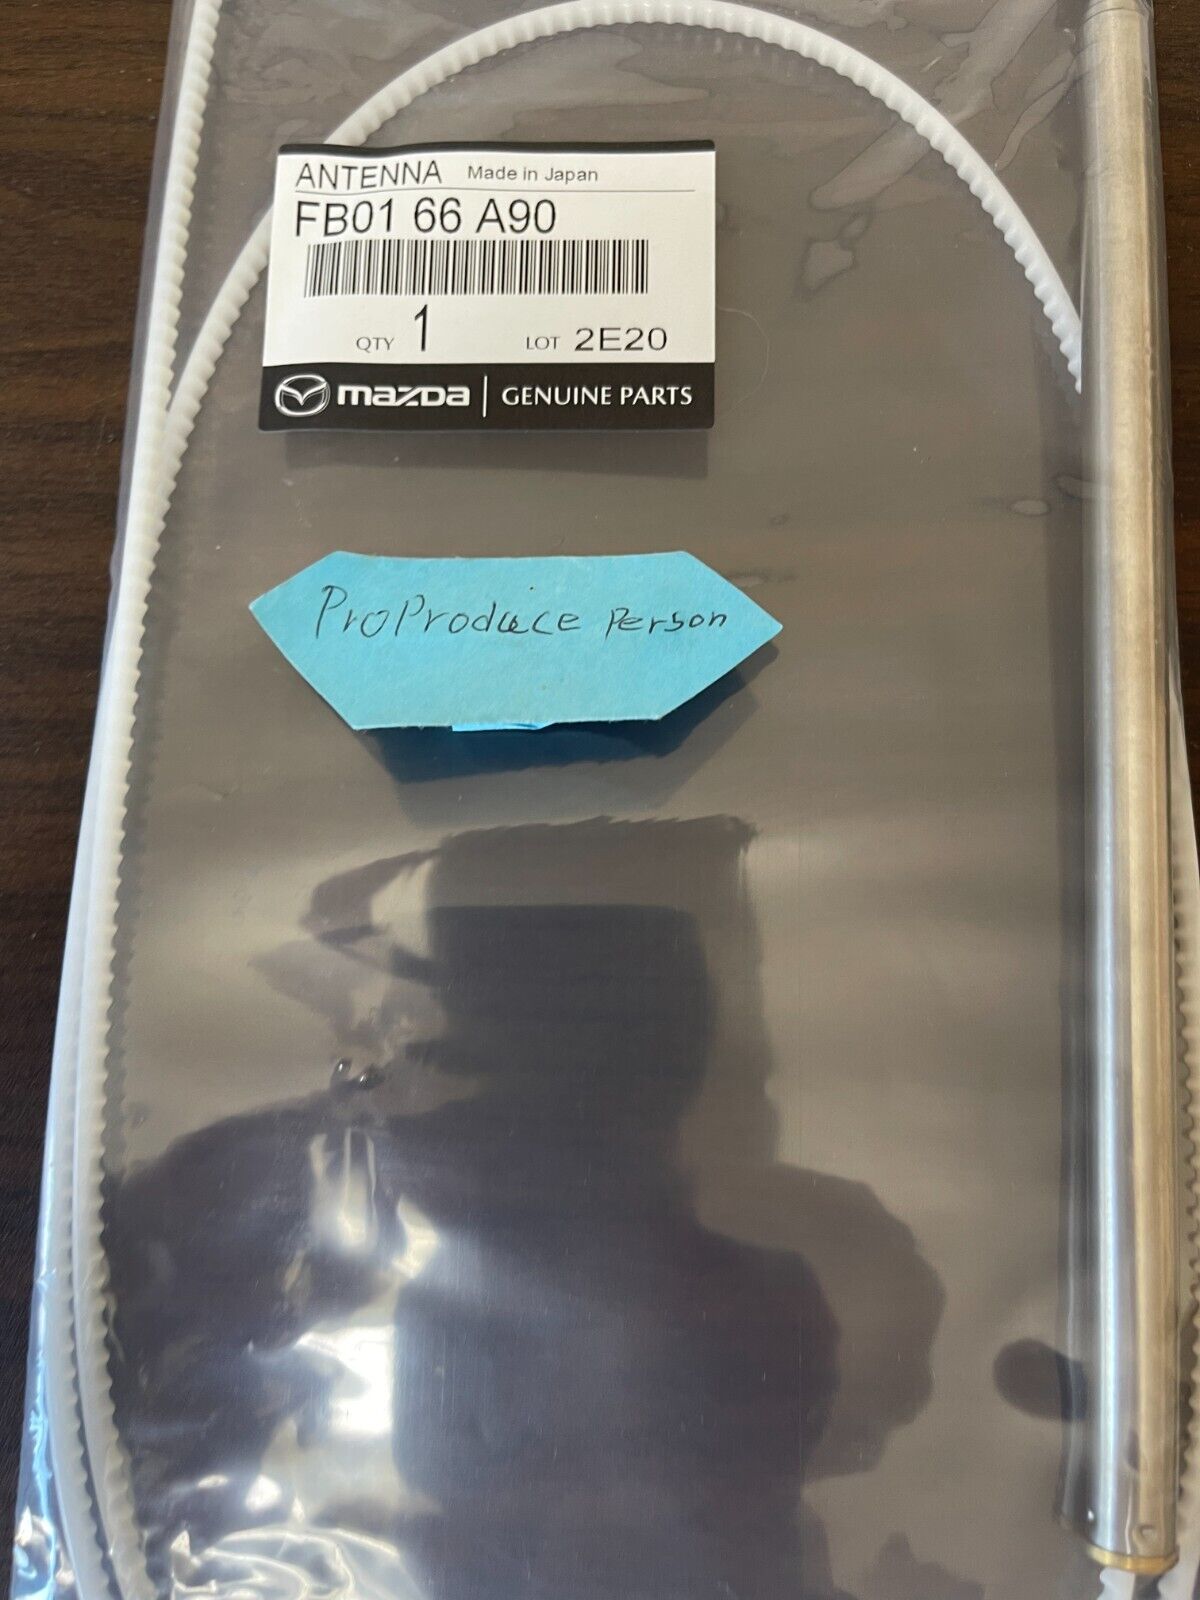 ANTENNA Made in Japan
FB01 66 A90
QTY 1 LOT 2E20
mazda | GENUINE PARTS
ProProduce Person